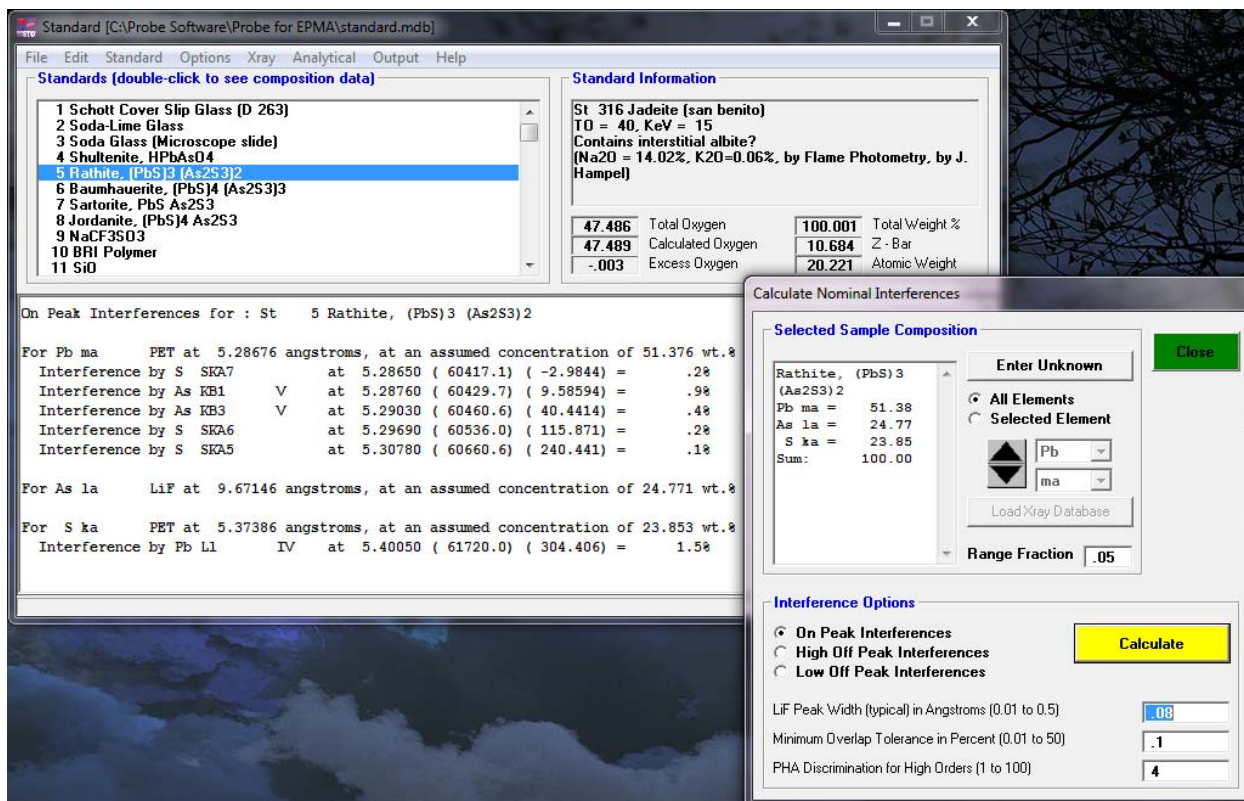 Standard [C:\Probe Software\Probe for EPMA\standard.mdb]
File Edit Standard Options Xray Analytical Output Help
Standards (double-click to see composition data)
1 Schott Cover Slip Glass (D 263)
2 Soda-Lime Glass
3 Soda Glass (Microscope slide)
4 Shultenite, HPbAsO4
5 Rathite, (PbS)3 (As2S3)2
6 Baumhauerite, (PbS)4 (As2S3)3
7 Sartorite, PbS As2S3
8 Jordanite, (PbS)4 As2S3
9 NaCF3SO3
10 BRI Polymer
11 SiO
Standard Information
St 316 Jadeite (san benito)
TO = 40, KeV = 15
Contains interstitial albite?
(Na2O = 14.02%, K2O=0.06%, by Flame Photometry, by J.
Hampel)
47.486 Total Oxygen 100.001 Total Weight %
47.489 Calculated Oxygen 10.684 Z - Bar
-.003 Excess Oxygen 20.221 Atomic Weight
On Peak Interferences for : St 5 Rathite, (PbS)3 (As2S3)2
For Pb ma PET at 5.28676 angstroms, at an assumed concentration of 51.376 wt.%
Interference by S SKA7 at 5.28650 ( 60417.1) ( -2.9844) = .2%
Interference by As KB1 V at 5.28760 ( 60429.7) ( 9.58594) = .9%
Interference by As KB3 V at 5.29030 ( 60460.6) ( 40.4414) = .4%
Interference by S SKA6 at 5.29690 ( 60536.0) ( 115.871) = .2%
Interference by S SKA5 at 5.30780 ( 60660.6) ( 240.441) = .1%
For As la LiF at 9.67146 angstroms, at an assumed concentration of 24.771 wt.%
For S ka PET at 5.37386 angstroms, at an assumed concentration of 23.853 wt.%
Interference by Pb Ll IV at 5.40050 ( 61720.0) ( 304.406) = 1.5%
Calculate Nominal Interferences
Selected Sample Composition
Rathite, (PbS)3
(As2S3)2
Pb ma = 51.38
As la = 24.77
S ka = 23.85
Sum: 100.00
Close
Enter Unknown
All Elements
Selected Element
Pb
ma
Load Xray Database
Range Fraction .05
Interference Options
On Peak Interferences
High Off Peak Interferences
Low Off Peak Interferences
Calculate
LiF Peak Width (typical) in Angstroms (0.01 to 0.5) .08
Minimum Overlap Tolerance in Percent (0.01 to 50) .1
PHA Discrimination for High Orders (1 to 100) 4